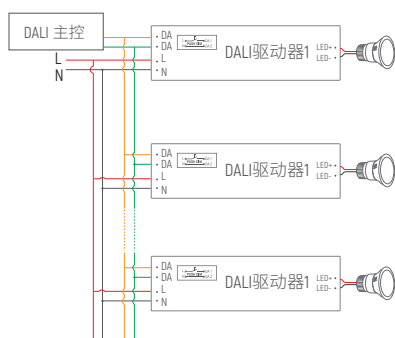 DALI 主控
L
N
DA
DA
L
N
DALI驱动器1
LED+
LED-
DA
DA
L
N
DALI驱动器1
LED+
LED-
DA
DA
L
N
DALI驱动器1
LED+
LED-